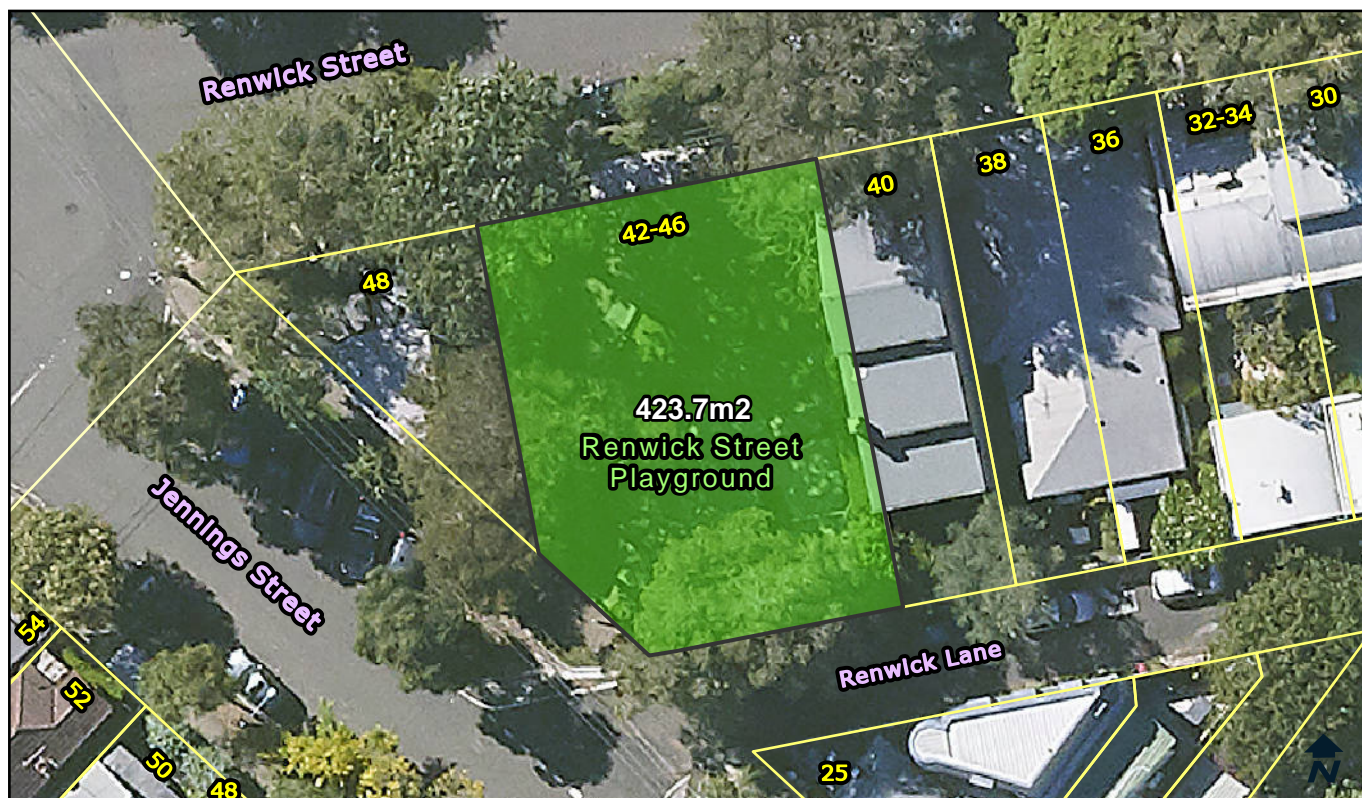 Renwick Street
30
32-34
36
38
40
42-46
48
423.7m2
Renwick Street
Playground
Jennings Street
Renwick Lane
54
52
50
48
25
N